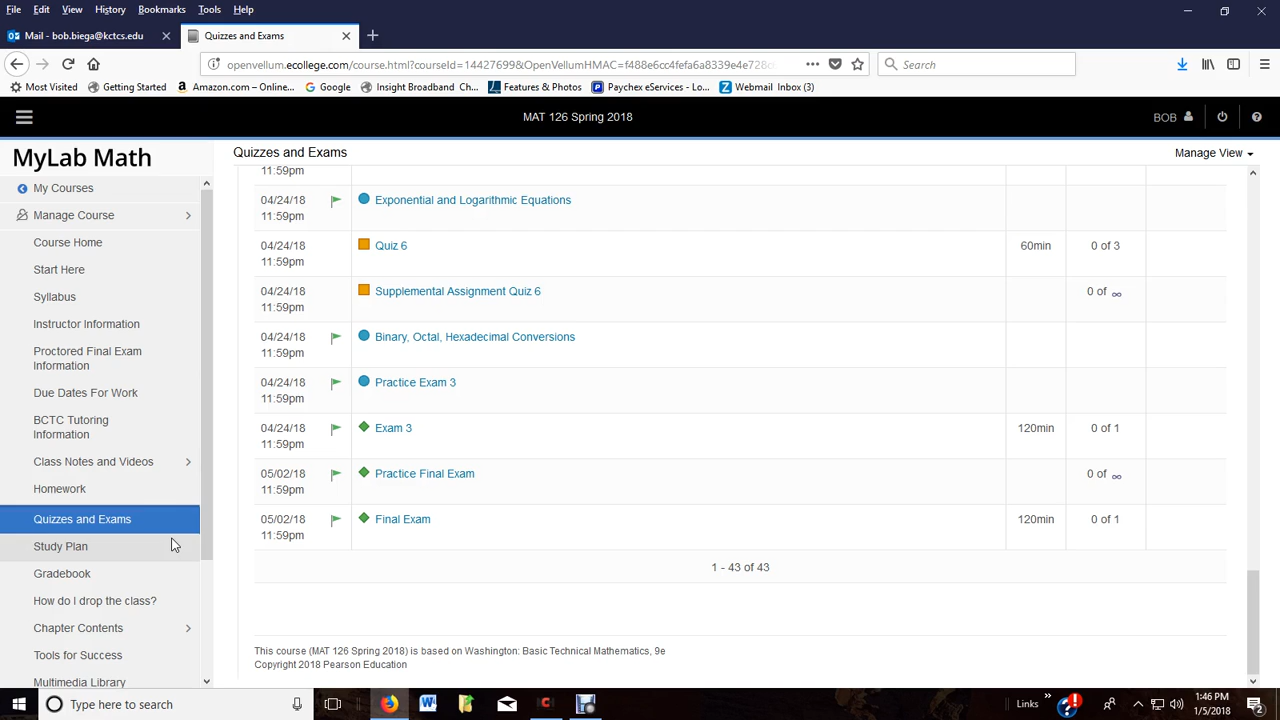 File Edit View History Bookmarks Tools Help
Mail - bob.biega@kctcs.edu Quizzes and Exams
openvellum.ecollege.com/course.html?courseId=14427699&OpenVellumHMAC=f488e6cc4fefa6a8339e4e728d Search
Most Visited Getting Started Amazon.com – Online... Google Insight Broadband Ch... Features & Photos Paychex eServices - Lo... Webmail Inbox (3)
MAT 126 Spring 2018 BOB
MyLab Math
My Courses
Manage Course
Course Home
Start Here
Syllabus
Instructor Information
Proctored Final Exam
Information
Due Dates For Work
BCTC Tutoring
Information
Class Notes and Videos
Homework
Quizzes and Exams
Study Plan
Gradebook
How do I drop the class?
Chapter Contents
Tools for Success
Multimedia Library
Quizzes and Exams Manage View
11:59pm
04/24/18 Exponential and Logarithmic Equations
11:59pm
04/24/18 Quiz 6 60min 0 of 3
11:59pm
04/24/18 Supplemental Assignment Quiz 6 0 of ∞
11:59pm
04/24/18 Binary, Octal, Hexadecimal Conversions
11:59pm
04/24/18 Practice Exam 3
11:59pm
04/24/18 Exam 3 120min 0 of 1
11:59pm
05/02/18 Practice Final Exam 0 of ∞
11:59pm
05/02/18 Final Exam 120min 0 of 1
11:59pm
1 - 43 of 43
This course (MAT 126 Spring 2018) is based on Washington: Basic Technical Mathematics, 9e
Copyright 2018 Pearson Education
Type here to search Links 1:46 PM
1/5/2018